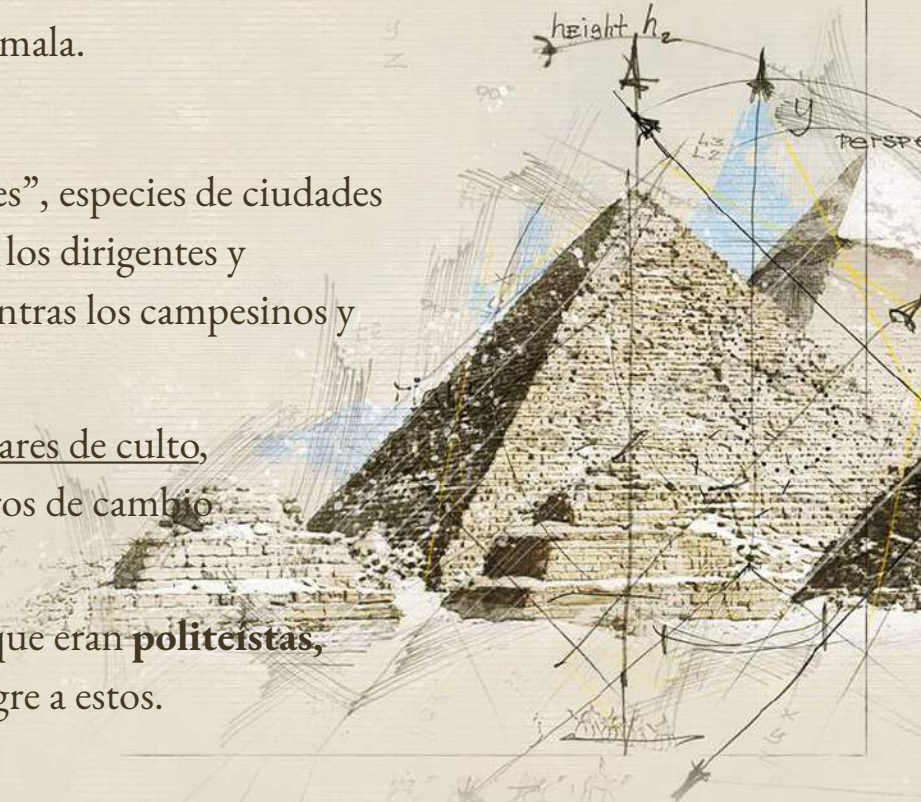 height h2
mala.
y
perspe
es”, especies de ciudades
los dirigentes y
ntras los campesinos y
ares de culto,
ros de cambio
que eran politeístas,
gre a estos.